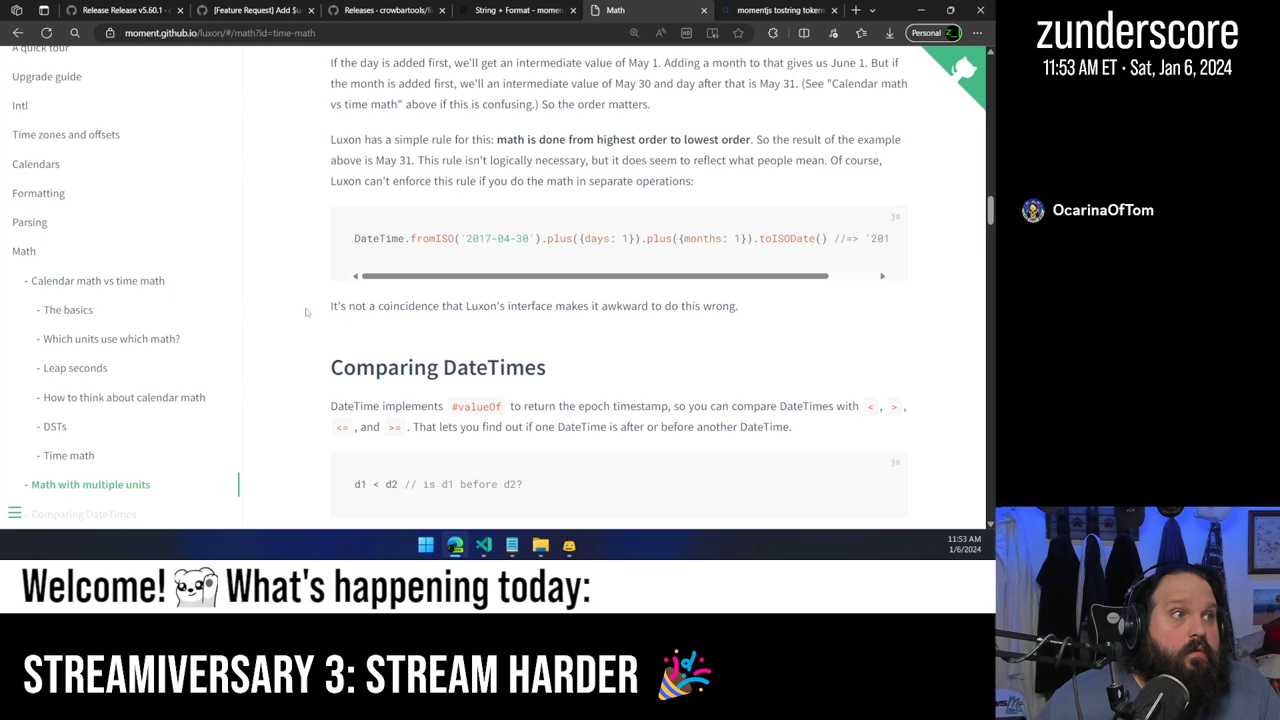 Release Release v5.60.1 · c
[Feature Request] Add $u
Releases · crowbartools/fi
String + Format - momen
Math
momentjs tostring tokens
moment.github.io/luxon/#/math?id=time-math
Personal
A quick tour
Upgrade guide
Intl
Time zones and offsets
Calendars
Formatting
Parsing
Math
- Calendar math vs time math
- The basics
- Which units use which math?
- Leap seconds
- How to think about calendar math
- DSTs
- Time math
- Math with multiple units
- Comparing DateTimes
If the day is added first, we'll get an intermediate value of May 1. Adding a month to that gives us June 1. But if
the month is added first, we'll an intermediate value of May 30 and day after that is May 31. (See "Calendar math
vs time math" above if this is confusing.) So the order matters.
Luxon has a simple rule for this: math is done from highest order to lowest order. So the result of the example
above is May 31. This rule isn't logically necessary, but it does seem to reflect what people mean. Of course,
Luxon can't enforce this rule if you do the math in separate operations:
js
DateTime.fromISO('2017-04-30').plus({days: 1}).plus({months: 1}).toISODate() //=> '201
It's not a coincidence that Luxon's interface makes it awkward to do this wrong.
Comparing DateTimes
DateTime implements #valueOf to return the epoch timestamp, so you can compare DateTimes with < , > ,
<= , and >= . That lets you find out if one DateTime is after or before another DateTime.
js
d1 < d2 // is d1 before d2?
11:53 AM
1/6/2024
zunderscore
11:53 AM ET • Sat, Jan 6, 2024
OcarinaOfTom
Welcome! What's happening today:
STREAMIVERSARY 3: STREAM HARDER